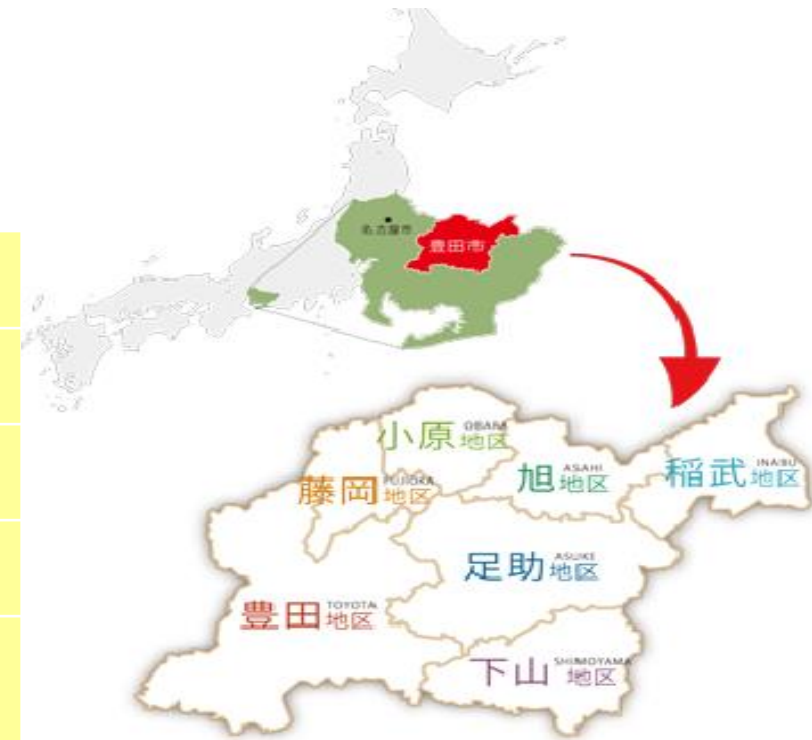 名古屋市
豊田市
OBARA
小原地区
ASAHI
旭地区
INABU
稲武地区
FUJIOKA
藤岡地区
ASUKE
足助地区
TOYOTA
豊田地区
SHIMOYAMA
下山地区